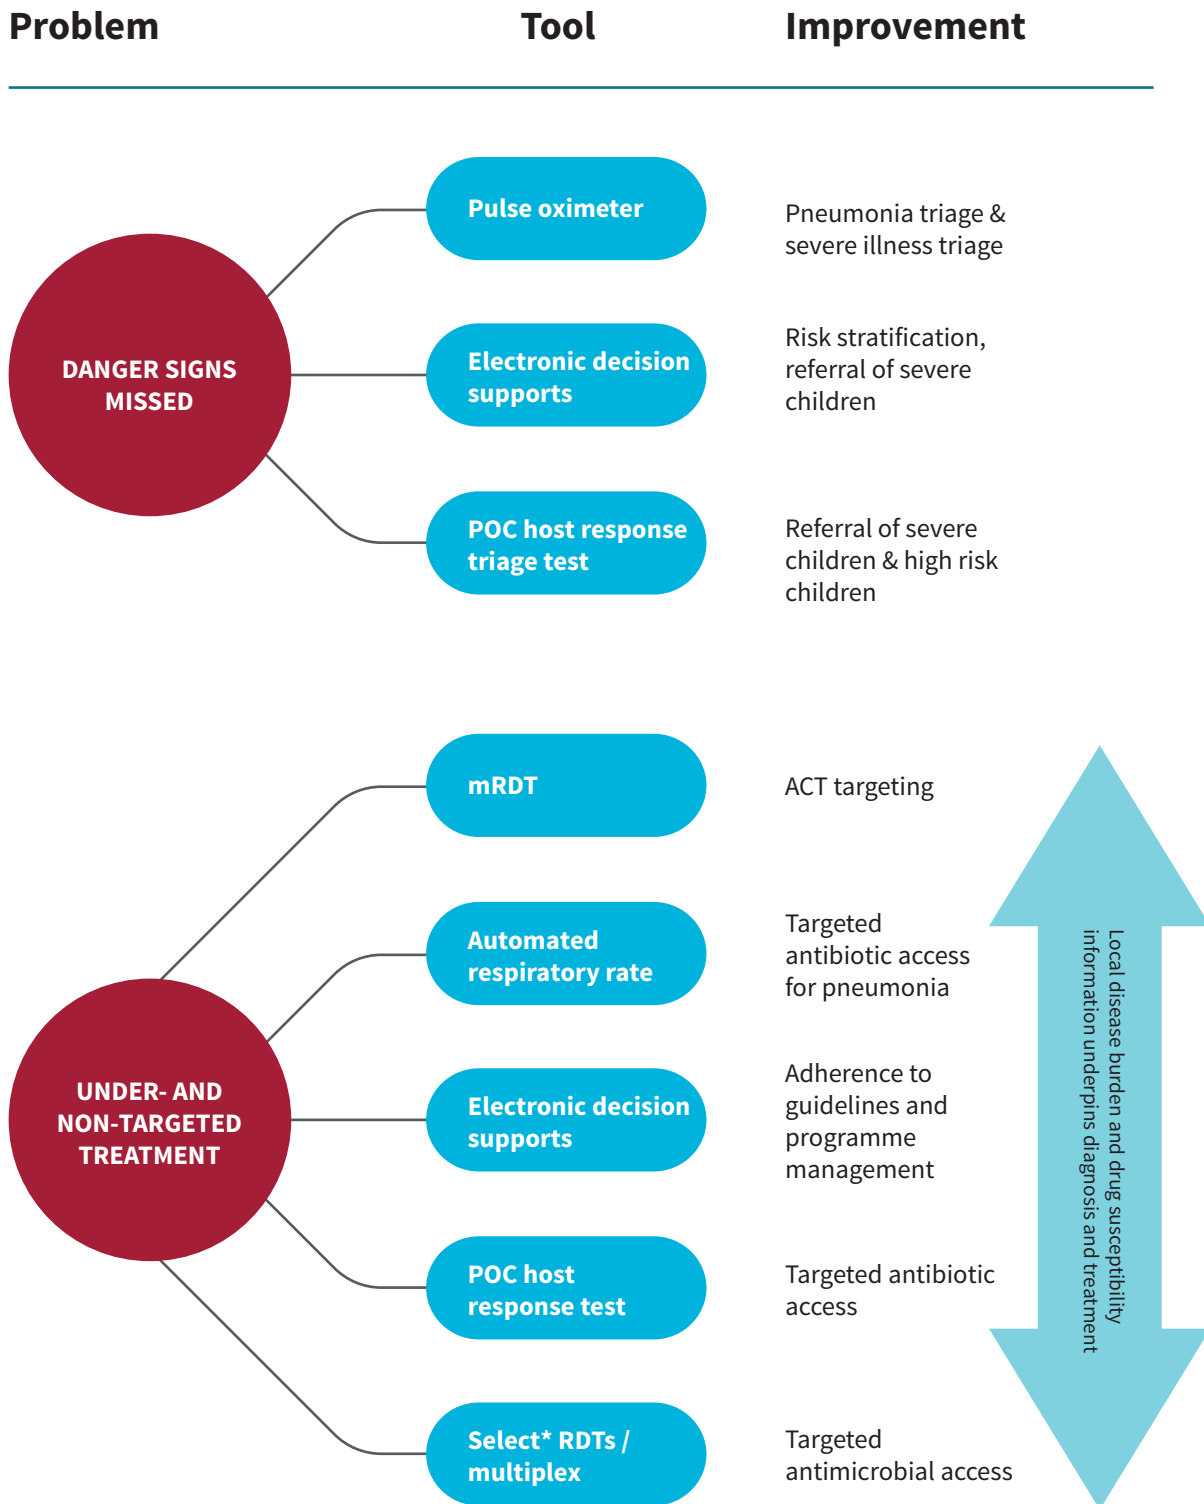 Problem
Tool
Improvement
DANGER SIGNS
MISSED
Pulse oximeter
Pneumonia triage &
severe illness triage
Electronic decision
supports
Risk stratification,
referral of severe
children
POC host response
triage test
Referral of severe
children & high risk
children
UNDER- AND
NON-TARGETED
TREATMENT
mRDT
ACT targeting
Automated
respiratory rate
Targeted
antibiotic access
for pneumonia
Electronic decision
supports
Adherence to
guidelines and
programme
management
POC host
response test
Targeted antibiotic
access
Select* RDTs /
multiplex
Targeted
antimicrobial access
Local disease burden and drug susceptibility
information underpins diagnosis and treatment